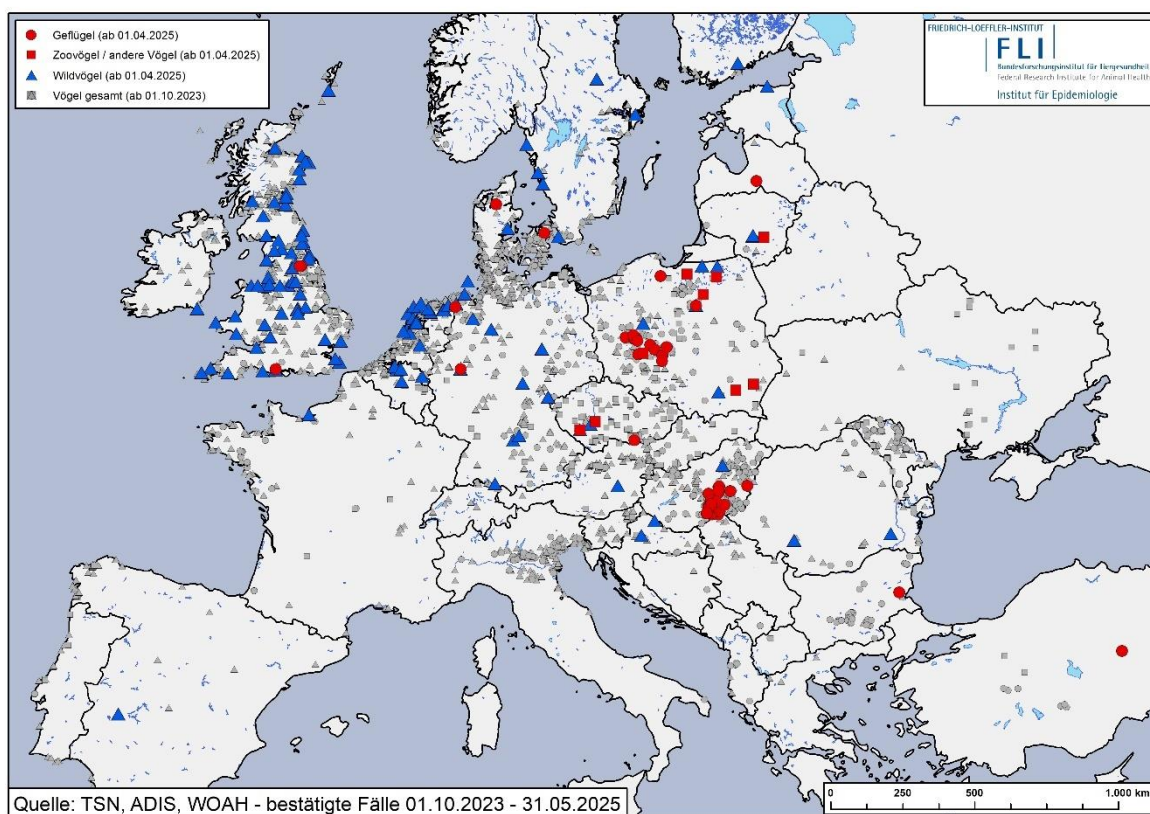 Geflügel (ab 01.04.2025)
Zoovögel / andere Vögel (ab 01.04.2025)
Wildvögel (ab 01.04.2025)
Vögel gesamt (ab 01.10.2023)
FRIEDRICH-LOEFFLER-INSTITUT
FLI
Bundesforschungsinstitut für Tiergesundheit
Federal Research Institute for Animal Health
Institut für Epidemiologie
Quelle: TSN, ADIS, WOAH - bestätigte Fälle 01.10.2023 - 31.05.2025
0 250 500 1.000 km